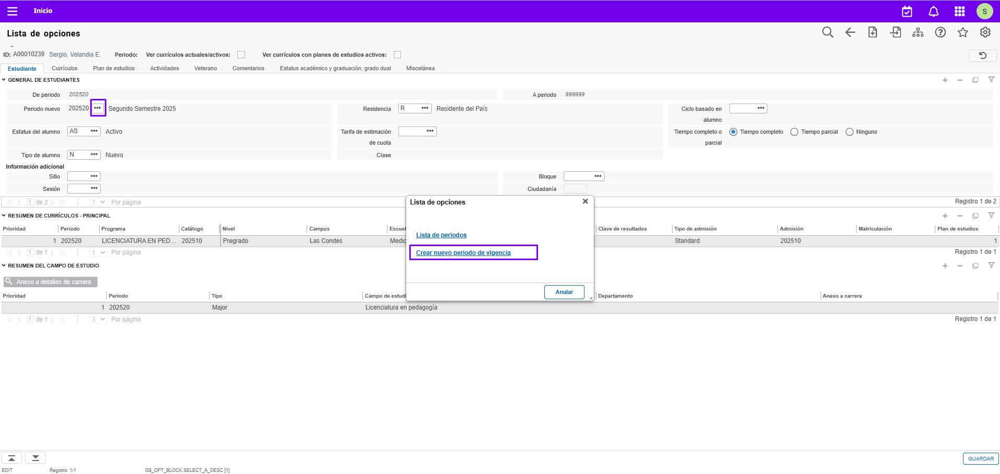 Inicio
S
Lista de opciones
ID: A00010239 Sergio, Velandia E. Periodo: Ver currículos actuales/activos: Ver currículos con planes de estudios activos:
Estudiante Currículos Plan de estudios Actividades Veterano Comentarios Estatus académico y graduación, grado dual Miscelánea
GENERAL DE ESTUDIANTES
De periodo 202520 A periodo 999999
Periodo nuevo 202520 ••• Segundo Semestre 2025 Residencia R ••• Residente del País Ciclo basado en alumno •••
Estatus del alumno AS ••• Activo Tarifa de estimación de cuota ••• Tiempo completo o parcial Tiempo completo Tiempo parcial Ninguno
Tipo de alumno N ••• Nuevo Clase
Información adicional
Sitio ••• Bloque •••
Sesión ••• Ciudadanía
1 de 2 1 Por página Registro 1 de 2
RESUMEN DE CURRÍCULOS - PRINCIPAL
Prioridad Periodo Programa Catálogo Nivel Campus Escuel Clave de resultados Tipo de admisión Admisión Matriculación Plan de estudios
1 202520 LICENCIATURA EN PED... 202510 Pregrado Las Condes Medic Standard 202510 1
1 de 1 1 Por página Registro 1 de 1
RESUMEN DEL CAMPO DE ESTUDIO
Anexo a detalles de carrera
Prioridad Periodo Tipo Campo de estudi Departamento Anexo a carrera
1 202520 Major Licenciatura en pedagogía
1 de 1 3 Por página Registro 1 de 1
Lista de opciones
Lista de periodos
Crear nuevo periodo de vigencia
Anular
GUARDAR
EDIT Registro: 1/1 G$_OPT_BLOCK.SELECT_A_DESC [1]